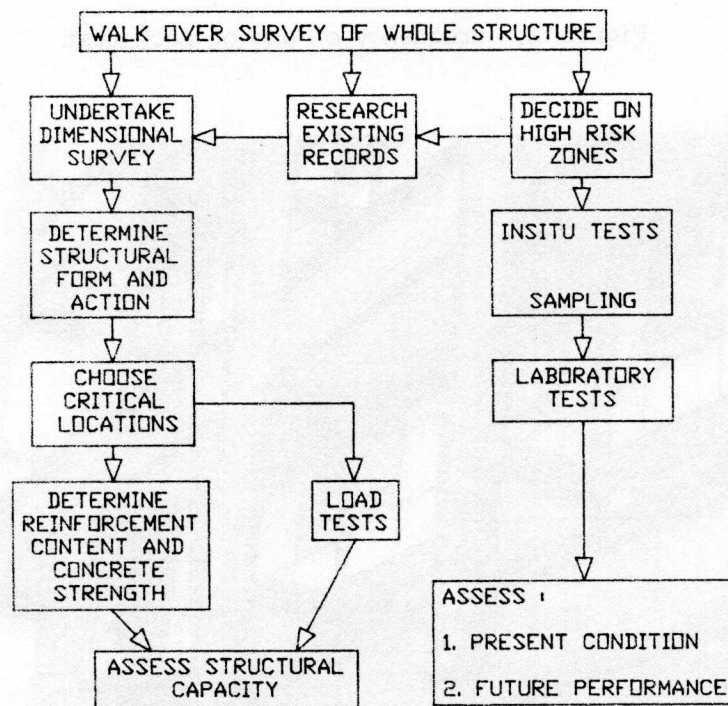 WALK OVER SURVEY OF WHOLE STRUCTURE
UNDERTAKE
DIMENSIONAL
SURVEY
RESEARCH
EXISTING
RECORDS
DECIDE ON
HIGH RISK
ZONES
DETERMINE
STRUCTURAL
FORM AND
ACTION
INSITU TESTS
SAMPLING
CHOOSE
CRITICAL
LOCATIONS
LABORATORY
TESTS
DETERMINE
REINFORCEMENT
CONTENT AND
CONCRETE
STRENGTH
LOAD
TESTS
ASSESS STRUCTURAL
CAPACITY
ASSESS :
1. PRESENT CONDITION
2. FUTURE PERFORMANCE